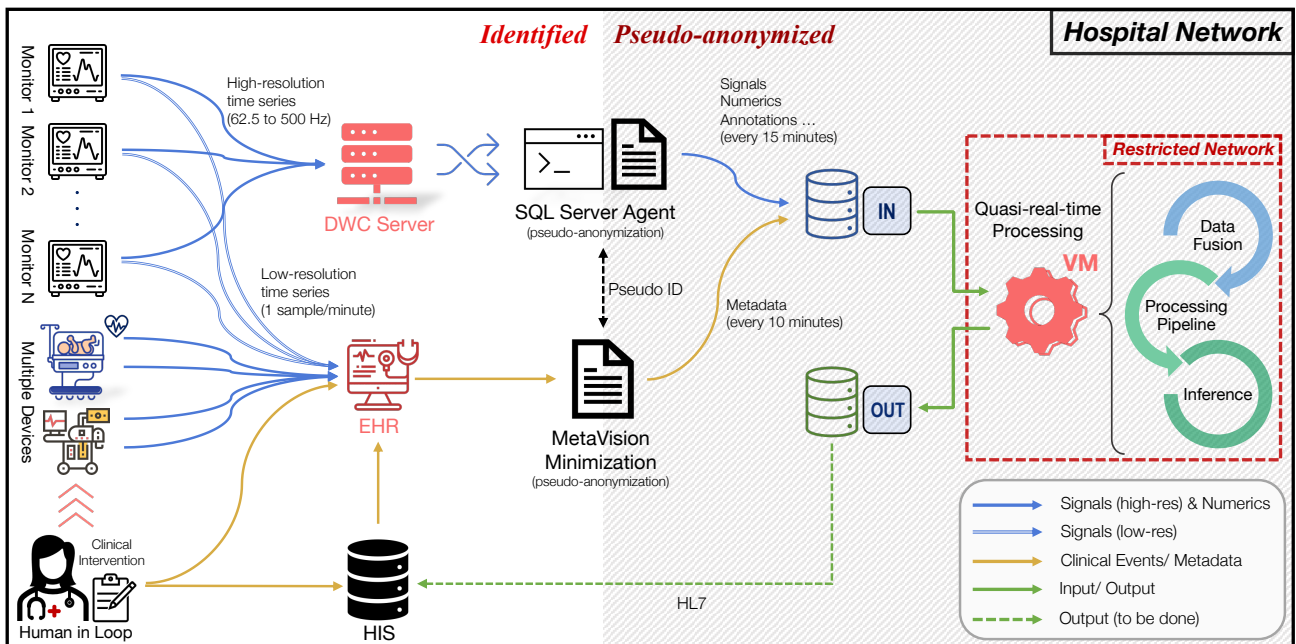 Identified
Pseudo-anonymized
Hospital Network
Monitor 1
Monitor 2
Monitor N
Multiple Devices
High-resolution
time series
(62.5 to 500 Hz)
DWC Server
Low-resolution
time series
(1 sample/minute)
EHR
Clinical
Intervention
Human in Loop
HIS
SQL Server Agent
(pseudo-anonymization)
Pseudo ID
MetaVision
Minimization
(pseudo-anonymization)
Signals
Numerics
Annotations ...
(every 15 minutes)
Metadata
(every 10 minutes)
IN
OUT
HL7
Restricted Network
Quasi-real-time
Processing
VM
Data
Fusion
Processing
Pipeline
Inference
Signals (high-res) & Numerics
Signals (low-res)
Clinical Events/ Metadata
Input/ Output
Output (to be done)